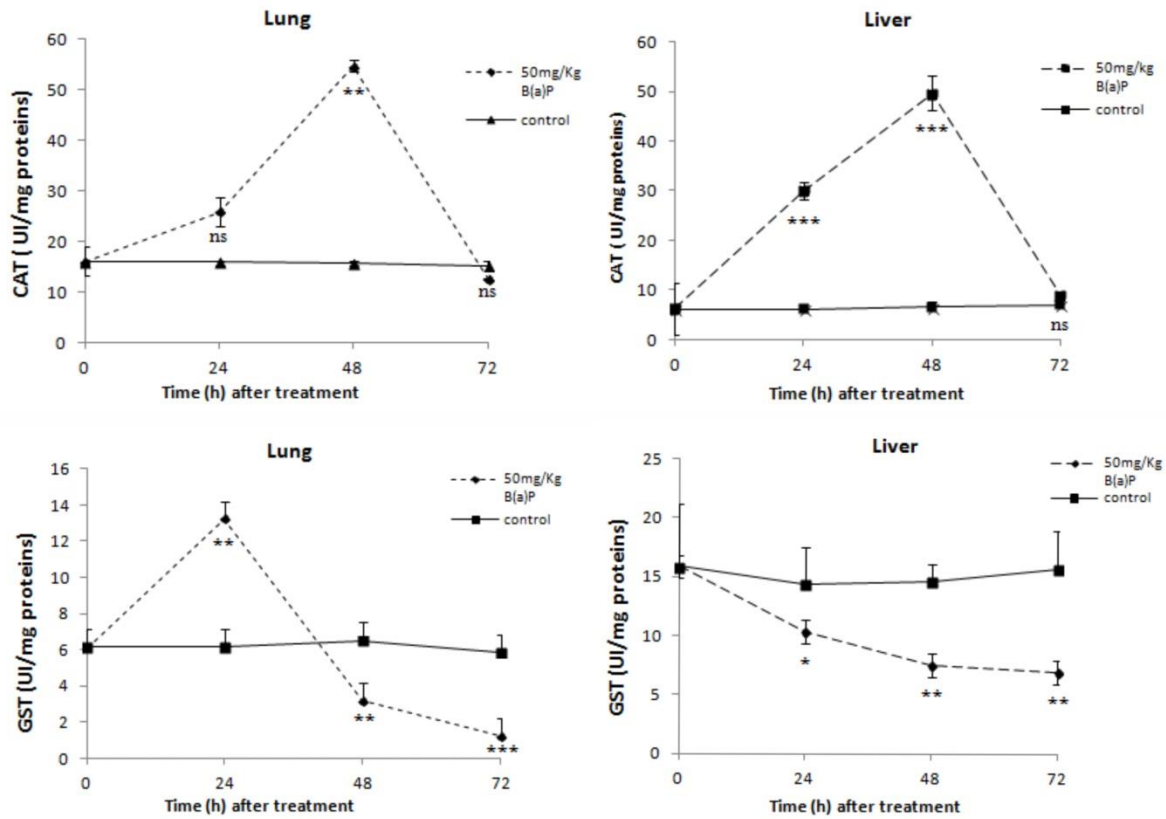 Lung
CAT ( UI/mg proteins)
60
50
40
30
20
10
0
0 24 48 72
ns
**
ns
50mg/Kg
B(a)P
control
Time (h) after treatment
Liver
CAT ( UI/mg proteins)
60
50
40
30
20
10
0
0 24 48 72
***
***
ns
50mg/kg
B(a)P
control
Time (h) after treatment
Lung
GST (UI/mg proteins)
16
14
12
10
8
6
4
2
0
0 24 48 72
**
**
***
50mg/Kg
B(a)P
control
Time (h) after treatment
Liver
GST (UI/mg proteins)
25
20
15
10
5
0
0 24 48 72
*
**
**
50mg/Kg
B(a)P
control
Time (h) after treatment